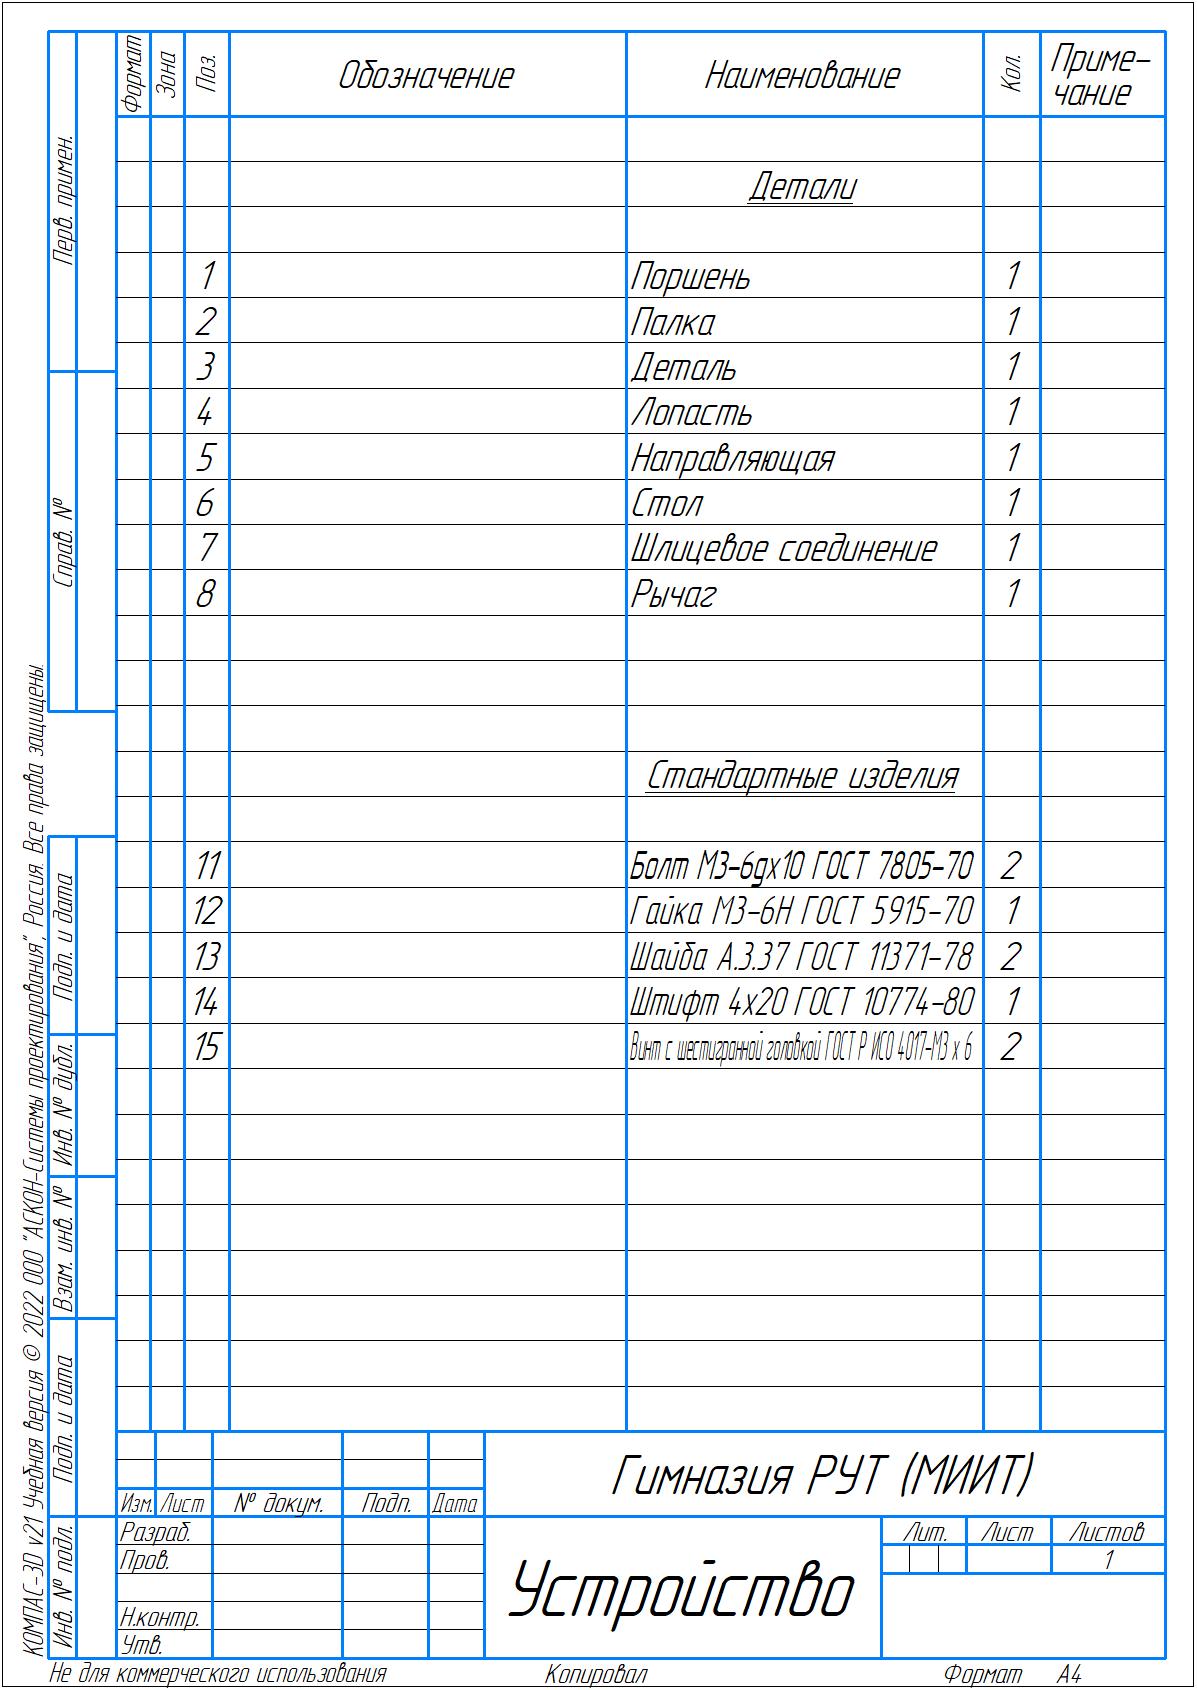 Формат Зона Поз. Обозначение Наименование Кол. Приме-
чание
Детали
1 Поршень 1
2 Палка 1
3 Деталь 1
4 Лопасть 1
5 Направляющая 1
6 Стол 1
7 Шлицевое соединение 1
8 Рычаг 1
Стандартные изделия
11 Болт М3-6gх10 ГОСТ 7805-70 2
12 Гайка М3-6Н ГОСТ 5915-70 1
13 Шайба А.3.37 ГОСТ 11371-78 2
14 Штифт 4х20 ГОСТ 10774-80 1
15 Винт с шестигранной головкой ГОСТ Р ИСО 4017-М3 х 6 2
Перв. примен.
Справ. №
Подп. и дата
Инв. № дубл.
Взам. инв. №
Подп. и дата
Инв. № подл.
КОМПАС-3D v21 Учебная версия © 2022 ООО "АСКОН-Системы проектирования", Россия. Все права защищены.
Изм. Лист № докум. Подп. Дата
Разраб.
Пров.
Н.контр.
Утв.
Гимназия РУТ (МИИТ)
Устройство
Лит. Лист Листов
1
Не для коммерческого использования Копировал Формат А4